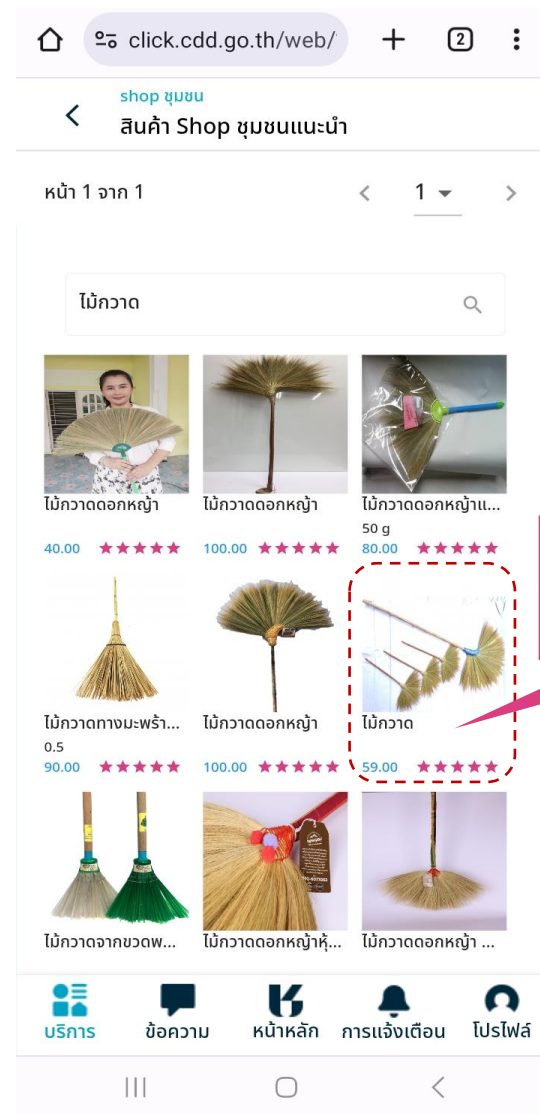 click.cdd.go.th/web/
2
shop ชุมชน
สินค้า Shop ชุมชนแนะนำ
หน้า 1 จาก 1
1
ไม้กวาด
ไม้กวาดดอกหญ้า
40.00
ไม้กวาดดอกหญ้า
100.00
ไม้กวาดดอกหญ้าแ...
50 g
80.00
ไม้กวาดทางมะพร้า...
0.5
90.00
ไม้กวาดดอกหญ้า
100.00
ไม้กวาด
59.00
ไม้กวาดจากขวดพ...
ไม้กวาดดอกหญ้าหุ้...
ไม้กวาดดอกหญ้า ...
บริการ
ข้อความ
หน้าหลัก
การแจ้งเตือน
โปรไฟล์